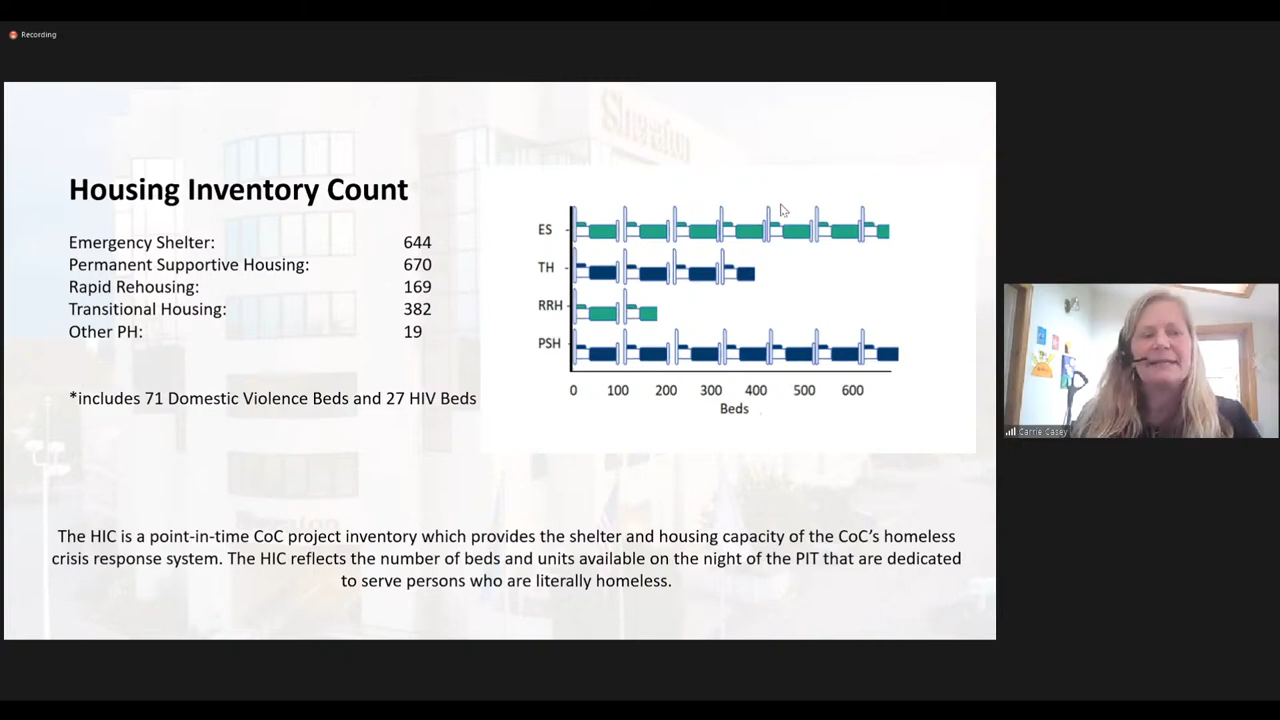 Recording
Sheraton
Housing Inventory Count
Emergency Shelter: 644
Permanent Supportive Housing: 670
Rapid Rehousing: 169
Transitional Housing: 382
Other PH: 19
*includes 71 Domestic Violence Beds and 27 HIV Beds
ES
TH
RRH
PSH
0 100 200 300 400 500 600
Beds
The HIC is a point-in-time CoC project inventory which provides the shelter and housing capacity of the CoC’s homeless
crisis response system. The HIC reflects the number of beds and units available on the night of the PIT that are dedicated
to serve persons who are literally homeless.
Carrie Casey